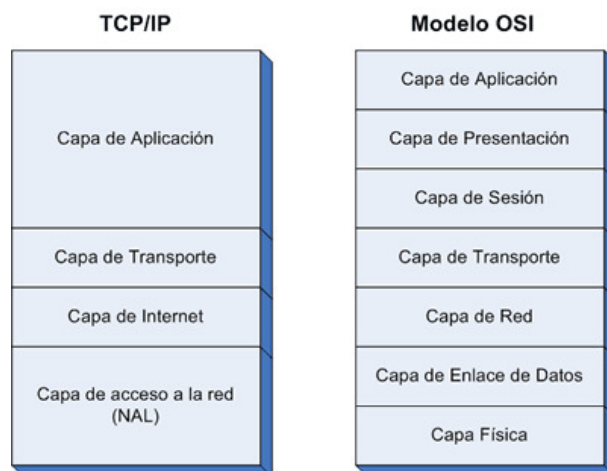 TCP/IP
Capa de Aplicación
Capa de Transporte
Capa de Internet
Capa de acceso a la red
(NAL)
Modelo OSI
Capa de Aplicación
Capa de Presentación
Capa de Sesión
Capa de Transporte
Capa de Red
Capa de Enlace de Datos
Capa Física